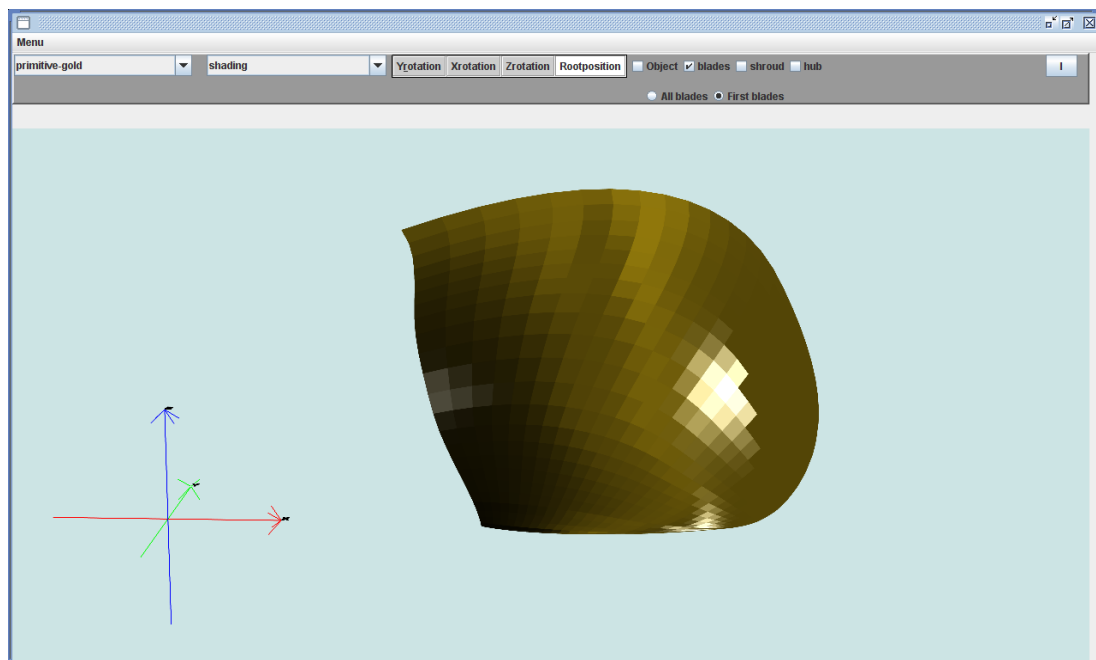 Menu
primitive-gold shading Yrotation Xrotation Zrotation Rootposition Object blades shroud hub I
All blades First blades